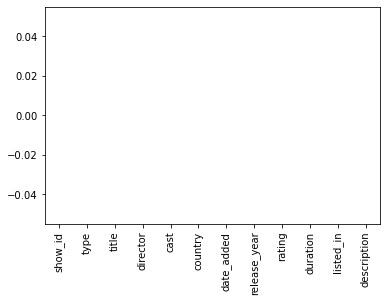 0.04
0.02
0.00
−0.02
−0.04
show_id
type
title
director
cast
country
date_added
release_year
rating
duration
listed_in
description